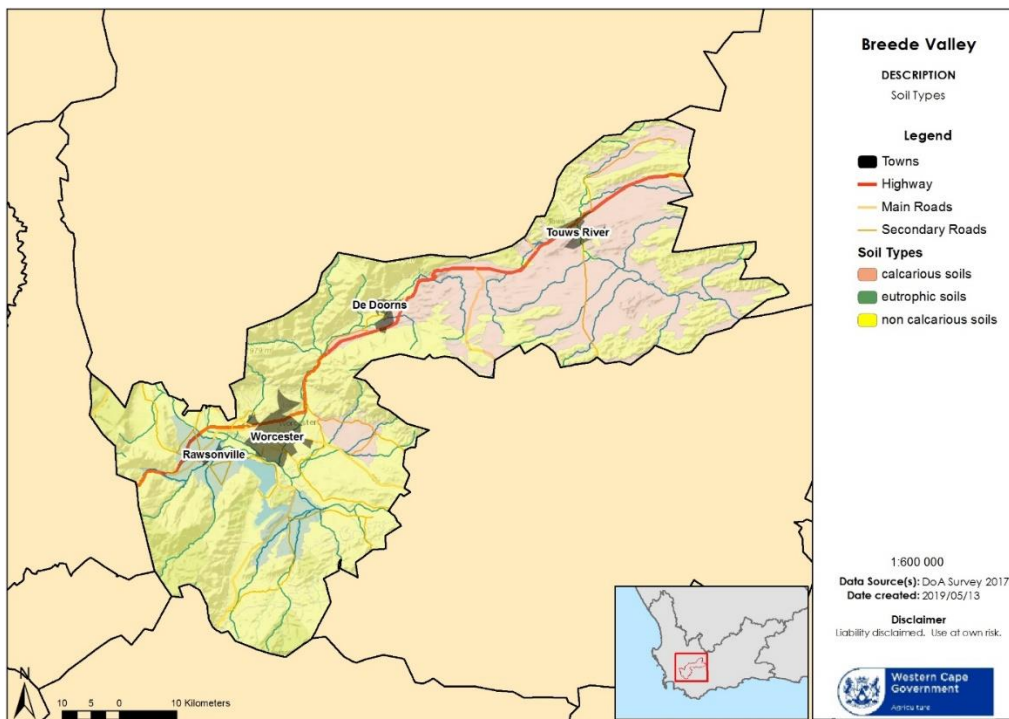 Breede Valley
DESCRIPTION
Soil Types
Legend
Towns
Highway
Main Roads
Secondary Roads
Soil Types
calcarious soils
eutrophic soils
non calcarious soils
Touws River
De Doorns
Worcester
Rawsonville
1:600 000
Data Source(s): DoA Survey 2017
Date created: 2019/05/13
Disclaimer
Liability disclaimed. Use at own risk.
N
10 5 0 10 Kilometers
Western Cape
Government
Agriculture